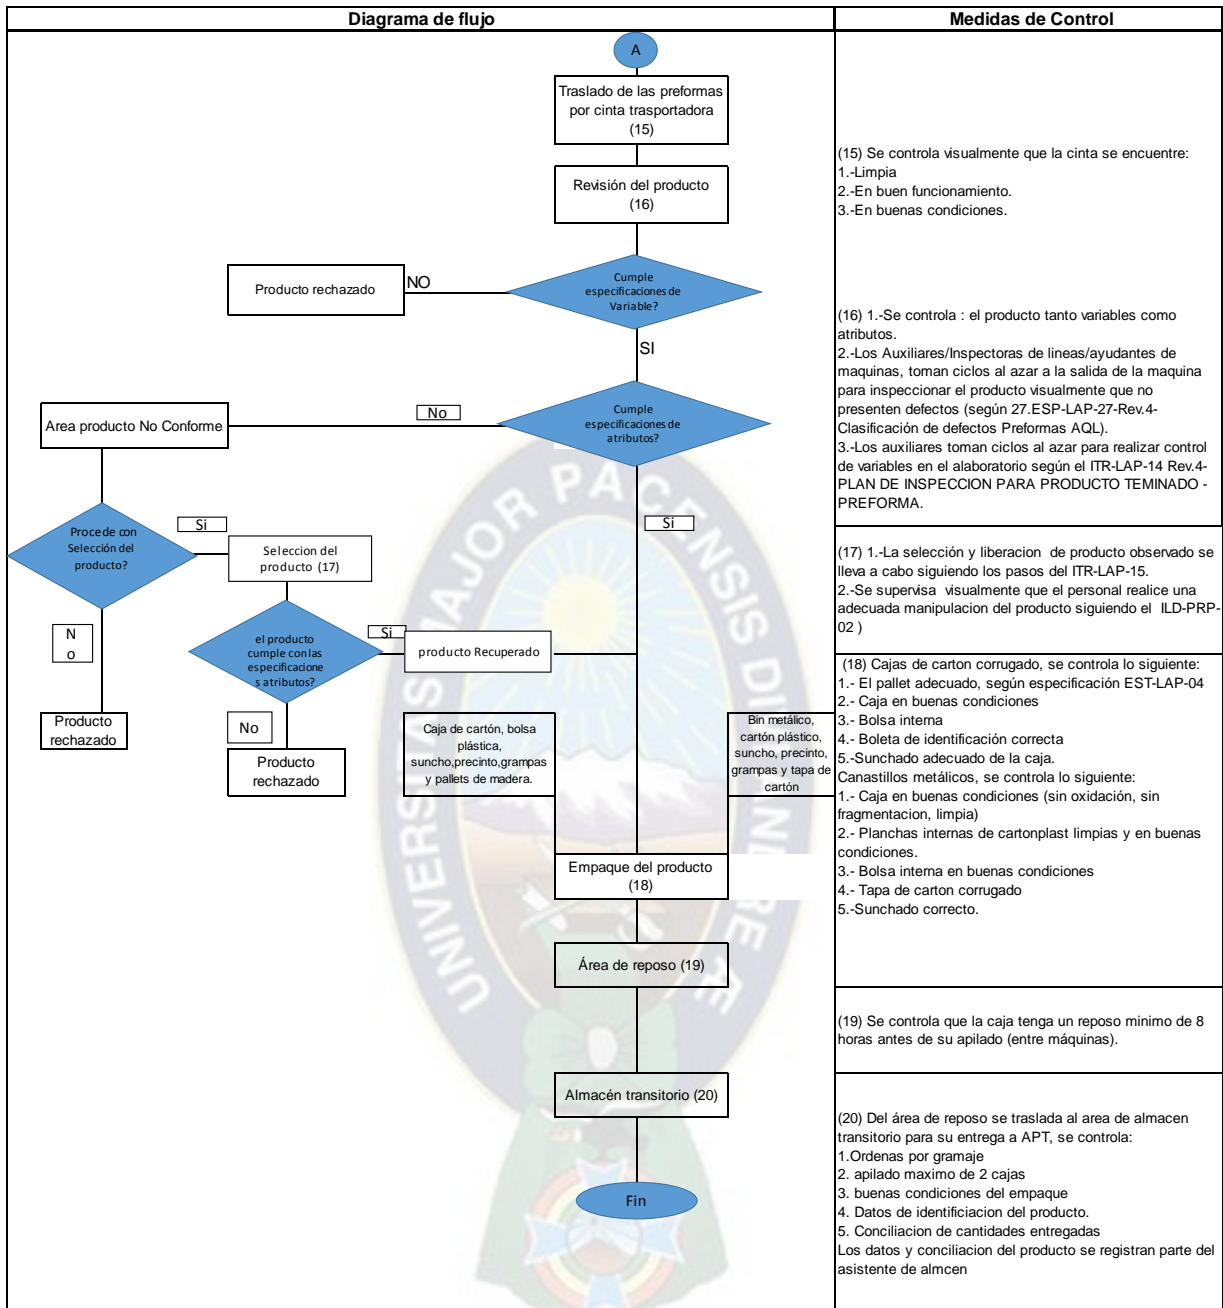 Diagrama de flujo
Medidas de Control
A
Traslado de las preformas
por cinta trasportadora
(15)
Revisión del producto
(16)
Cumple
especificaciones de
Variable?
NO
Producto rechazado
SI
Cumple
especificaciones de
atributos?
No
Area producto No Conforme
Si
Procede con
Selección del
producto?
Si
Seleccion del
producto (17)
N
o
Producto
rechazado
el producto
cumple con las
especificacione
s atributos?
Si
producto Recuperado
No
Producto
rechazado
Caja de cartón, bolsa
plástica,
suncho,precinto,grampas
y pallets de madera.
Bin metálico,
cartón plástico,
suncho, precinto,
grampas y tapa de
cartón
Empaque del producto
(18)
Área de reposo (19)
Almacén transitorio (20)
Fin
(15) Se controla visualmente que la cinta se encuentre:
1.-Limpia
2.-En buen funcionamiento.
3.-En buenas condiciones.
(16) 1.-Se controla : el producto tanto variables como
atributos.
2.-Los Auxiliares/Inspectoras de lineas/ayudantes de
maquinas, toman ciclos al azar a la salida de la maquina
para inspeccionar el producto visualmente que no
presenten defectos (según 27.ESP-LAP-27-Rev.4-
Clasificación de defectos Preformas AQL).
3.-Los auxiliares toman ciclos al azar para realizar control
de variables en el alaboratorio según el ITR-LAP-14 Rev.4-
PLAN DE INSPECCION PARA PRODUCTO TEMINADO -
PREFORMA.
(17) 1.-La selección y liberacion de producto observado se
lleva a cabo siguiendo los pasos del ITR-LAP-15.
2.-Se supervisa visualmente que el personal realice una
adecuada manipulacion del producto siguiendo el ILD-PRP-
02 )
(18) Cajas de carton corrugado, se controla lo siguiente:
1.- El pallet adecuado, según especificación EST-LAP-04
2.- Caja en buenas condiciones
3.- Bolsa interna
4.- Boleta de identificación correcta
5.-Sunchado adecuado de la caja.
Canastillos metálicos, se controla lo siguiente:
1.- Caja en buenas condiciones (sin oxidación, sin
fragmentacion, limpia)
2.- Planchas internas de cartonplast limpias y en buenas
condiciones.
3.- Bolsa interna en buenas condiciones
4.- Tapa de carton corrugado
5.-Sunchado correcto.
(19) Se controla que la caja tenga un reposo minimo de 8
horas antes de su apilado (entre máquinas).
(20) Del área de reposo se traslada al area de almacen
transitorio para su entrega a APT, se controla:
1.Ordenas por gramaje
2. apilado maximo de 2 cajas
3. buenas condiciones del empaque
4. Datos de identificiacion del producto.
5. Conciliacion de cantidades entregadas
Los datos y conciliacion del producto se registran parte del
asistente de almcen
UNIVERSITAS MAJOR PACENSIS DIVI ANDREÆ